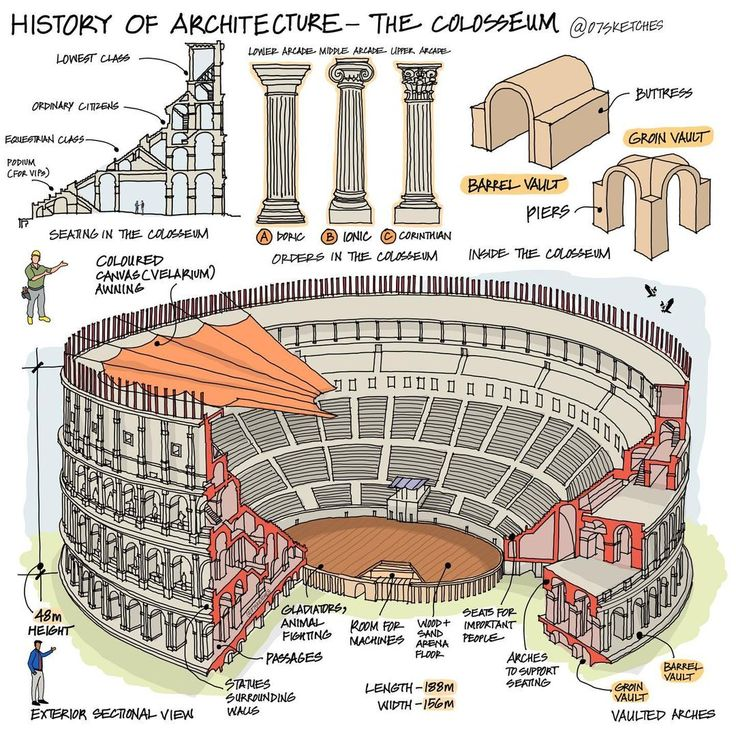 HISTORY OF ARCHITECTURE – THE COLOSSEUM @07SKETCHES
LOWEST CLASS
ORDINARY CITIZENS
EQUESTRIAN CLASS
PODIUM
(FOR VIPs)
SEATING IN THE COLOSSEUM
LOWER ARCADE MIDDLE ARCADE UPPER ARCADE
A DORIC B IONIC C CORINTHIAN
ORDERS IN THE COLOSSEUM
BUTTRESS
GROIN VAULT
BARREL VAULT
PIERS
INSIDE THE COLOSSEUM
COLOURED
CANVAS (VELARIUM)
AWNING
48m
HEIGHT
GLADIATORS,
ANIMAL
FIGHTING
ROOM FOR
MACHINES
WOOD +
SAND
ARENA
FLOOR
SEATS FOR
IMPORTANT
PEOPLE
PASSAGES
STATUES
SURROUNDING
WALLS
ARCHES
TO SUPPORT
SEATING
BARREL
VAULT
GROIN
VAULT
LENGTH – 188m
WIDTH – 156m
EXTERIOR SECTIONAL VIEW
VAULTED ARCHES